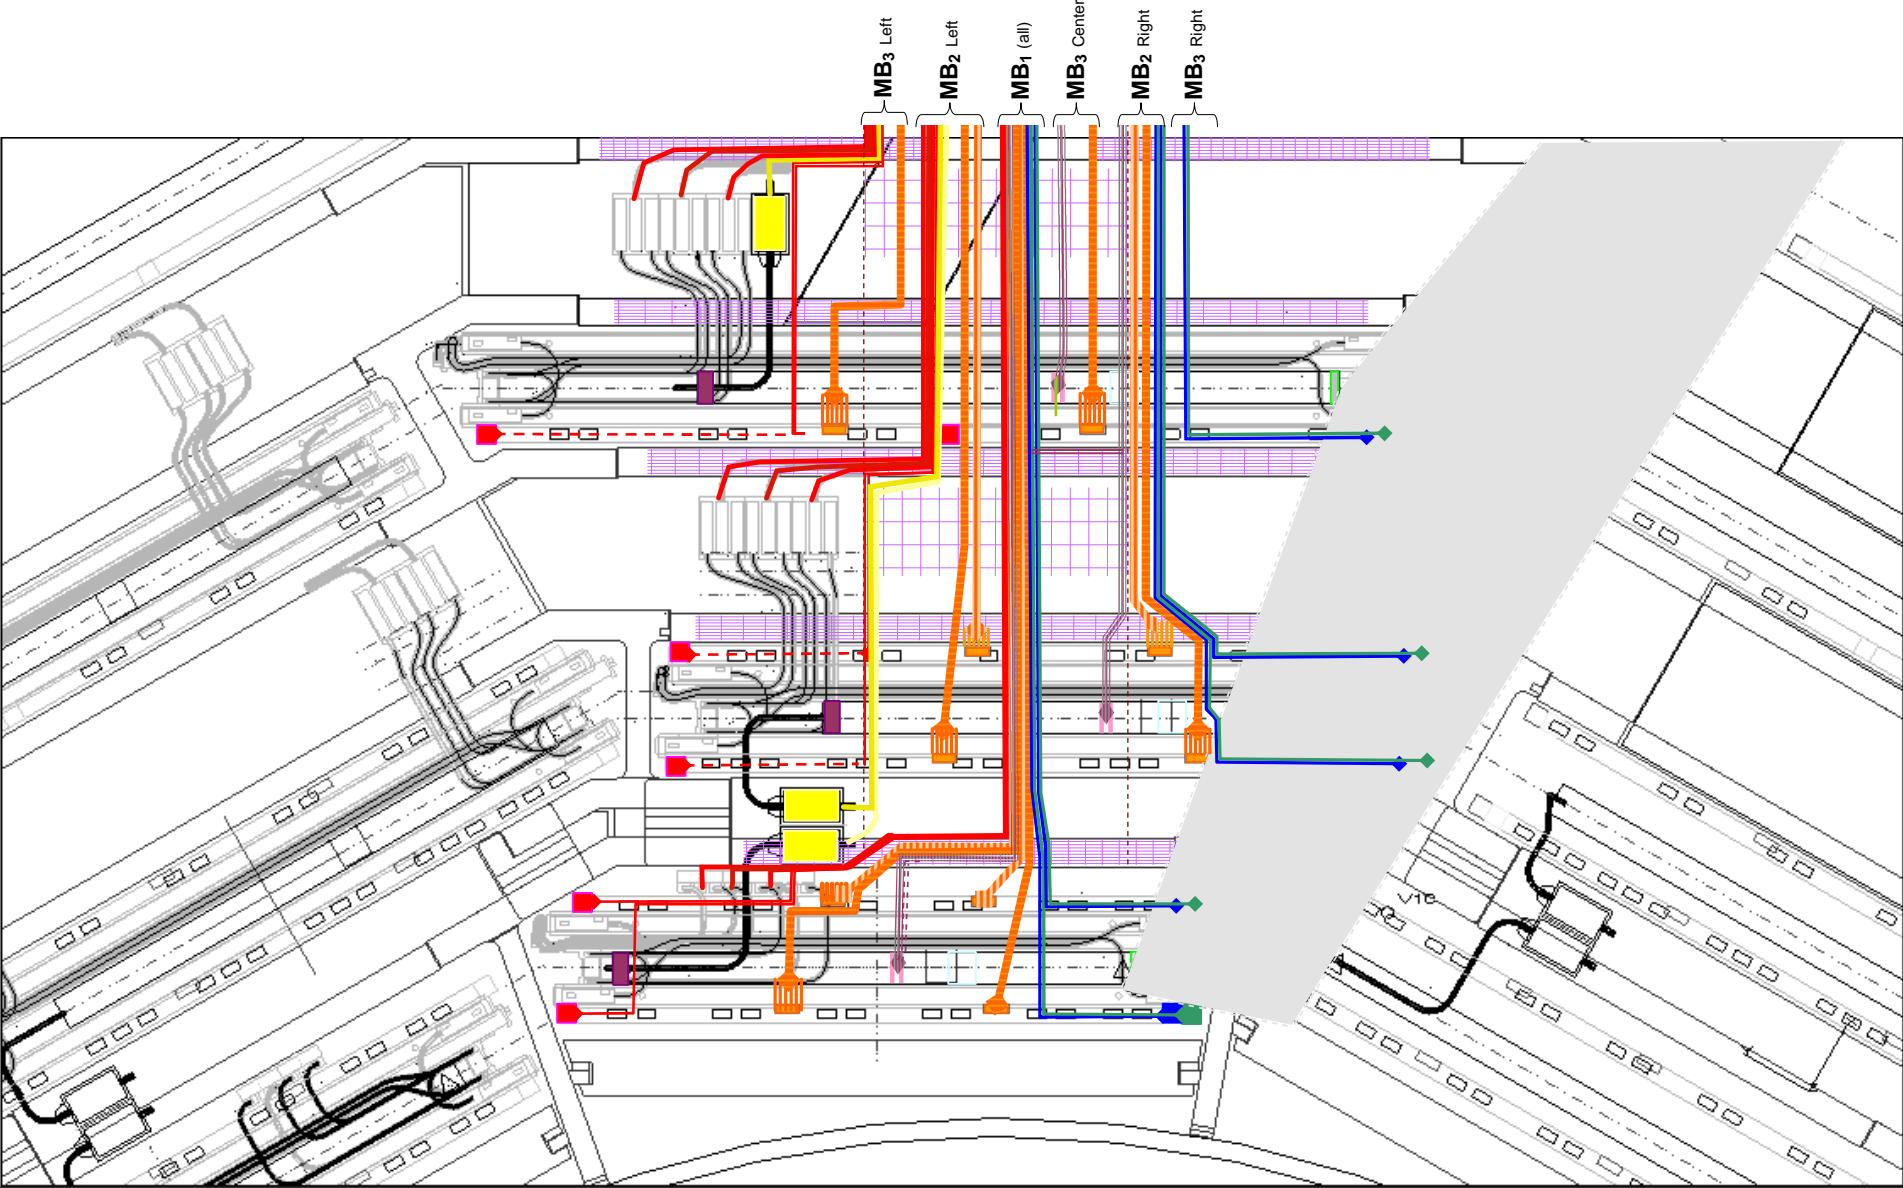 MB3 Left
MB2 Left
MB1 (all)
MB3 Center
MB2 Right
MB3 Right